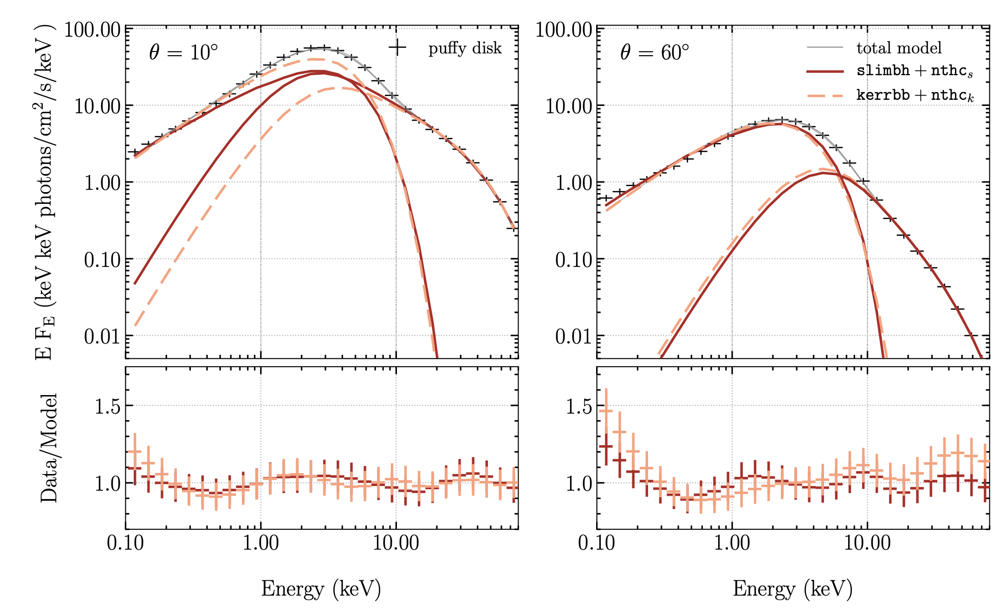 E F_E (keV keV photons/cm²/s/keV )
100.00
10.00
1.00
0.10
0.01
θ = 10°
puffy disk
100.00
10.00
1.00
0.10
0.01
θ = 60°
total model
slimbh + nthc_s
kerrbb + nthc_k
Data/Model
1.5
1.0
0.10
1.00
10.00
Energy (keV)
1.5
1.0
0.10
1.00
10.00
Energy (keV)